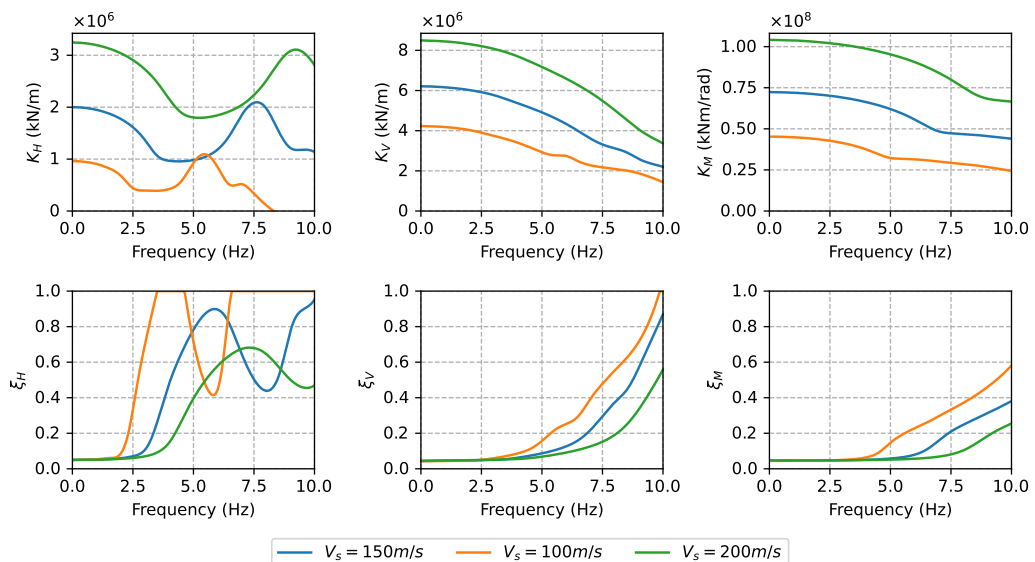 ×10⁶
×10⁶
×10⁸
K_H (kN/m)
3
2
1
0
0.0 2.5 5.0 7.5 10.0
Frequency (Hz)
K_V (kN/m)
8
6
4
2
0
0.0 2.5 5.0 7.5 10.0
Frequency (Hz)
K_M (kNm/rad)
1.00
0.75
0.50
0.25
0.00
0.0 2.5 5.0 7.5 10.0
Frequency (Hz)
ξ_H
1.0
0.8
0.6
0.4
0.2
0.0
0.0 2.5 5.0 7.5 10.0
Frequency (Hz)
ξ_V
1.0
0.8
0.6
0.4
0.2
0.0
0.0 2.5 5.0 7.5 10.0
Frequency (Hz)
ξ_M
1.0
0.8
0.6
0.4
0.2
0.0
0.0 2.5 5.0 7.5 10.0
Frequency (Hz)
V_s = 150m/s V_s = 100m/s V_s = 200m/s